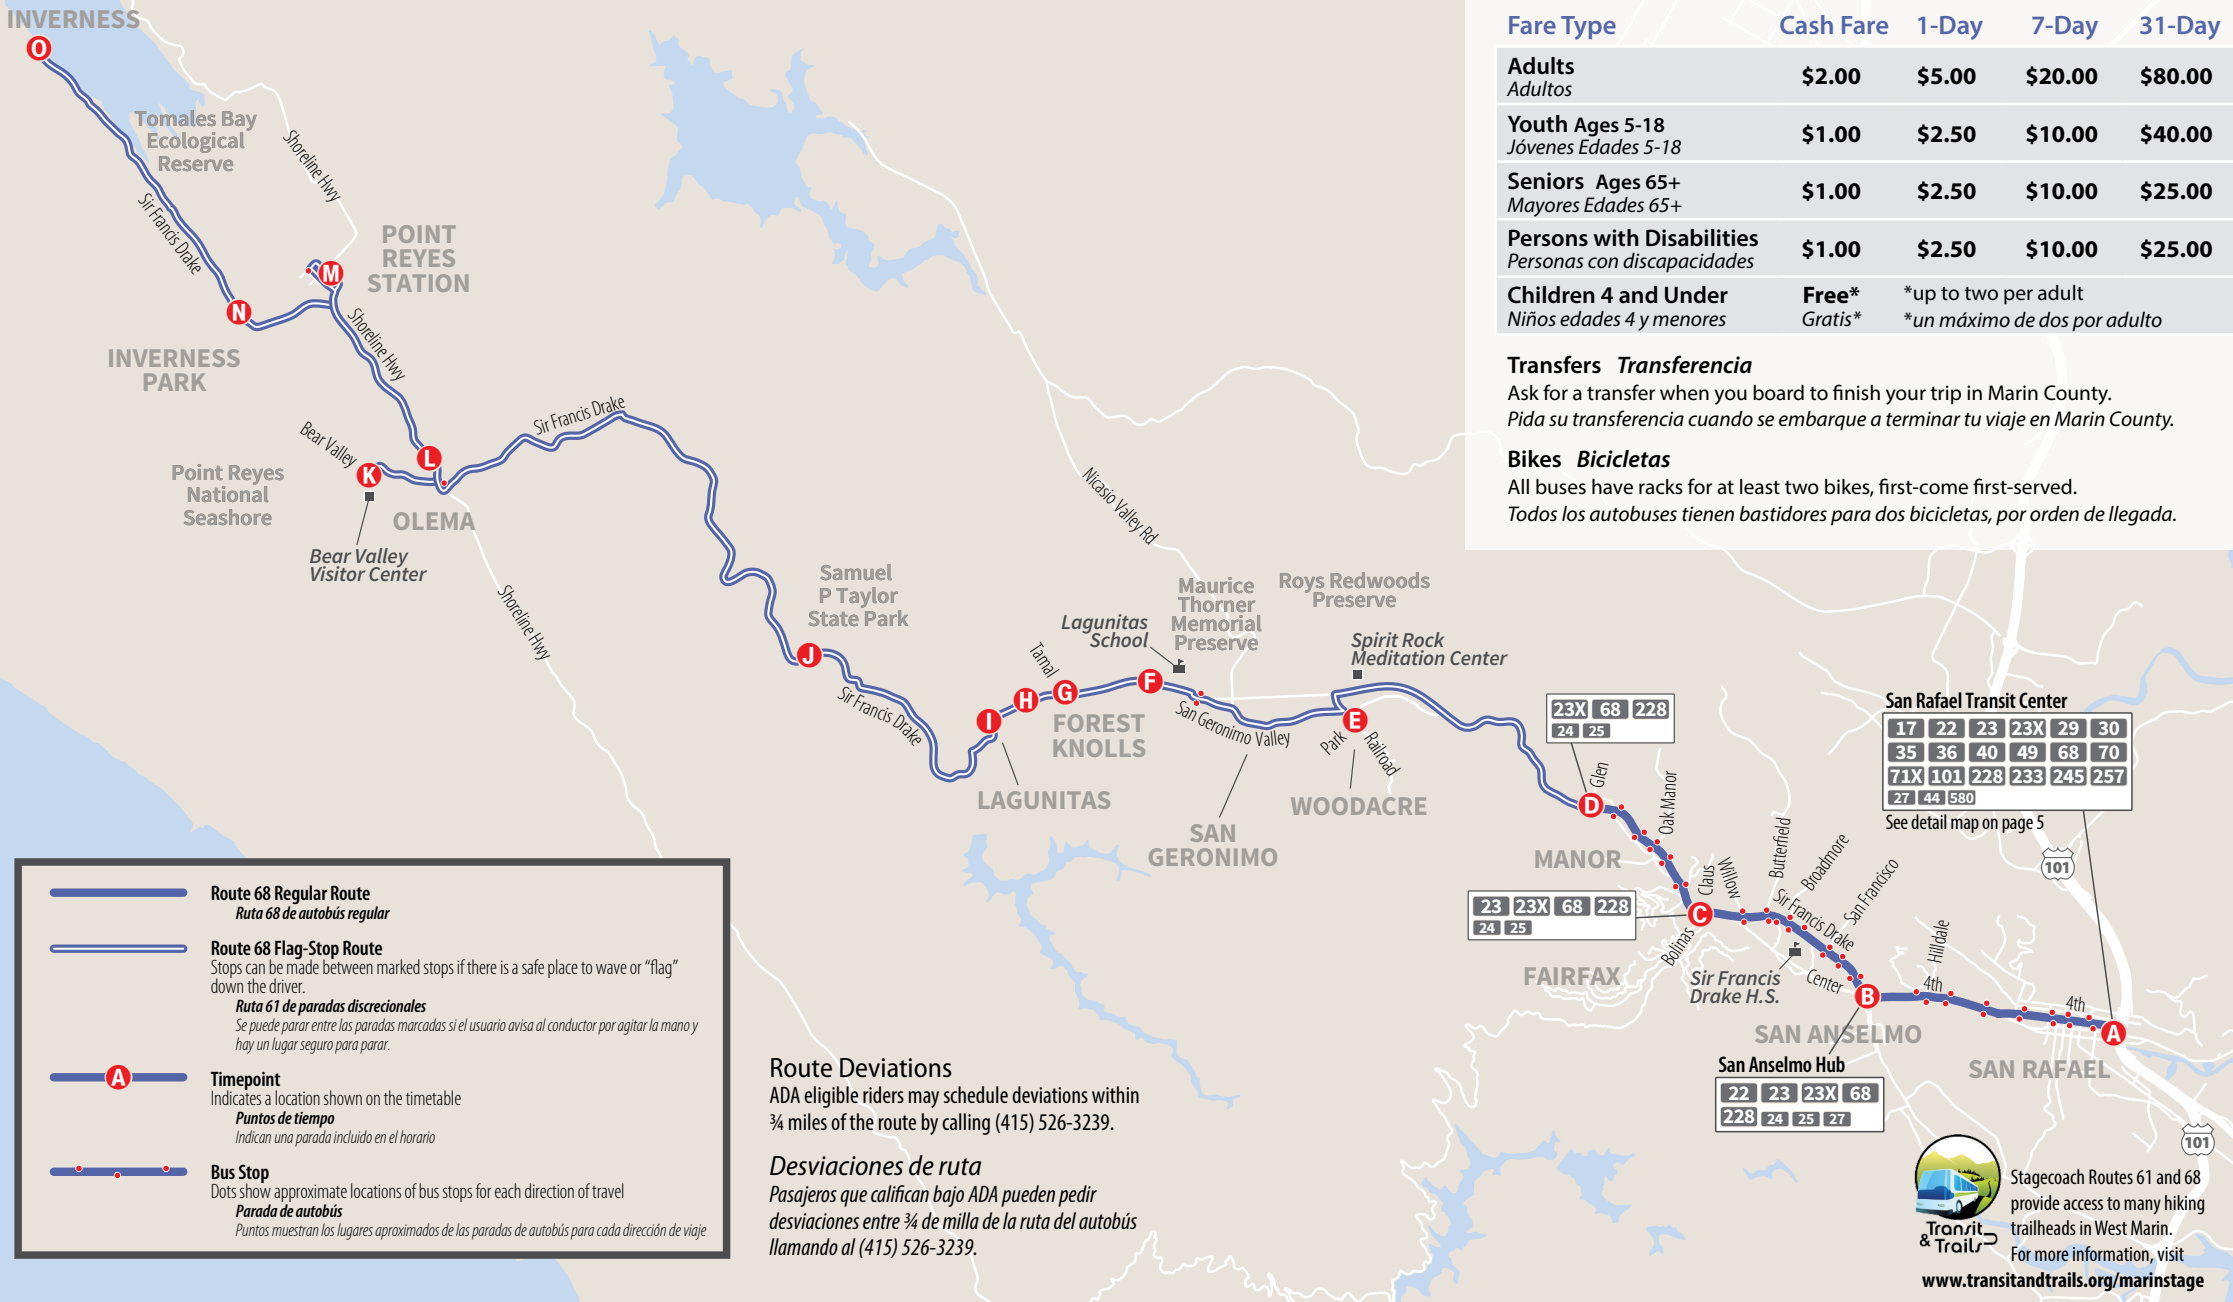 INVERNESS
O
Tomales Bay
Ecological
Reserve
Shoreline Hwy
Sir Francis Drake
POINT
REYES
STATION
M
N
Shoreline Hwy
INVERNESS
PARK
Sir Francis Drake
Bear Valley
L
K
Point Reyes
National
Seashore
OLEMA
Bear Valley
Visitor Center
Shoreline Hwy
Samuel
P Taylor
State Park
J
Sir Francis Drake
Nicasio Valley Rd
Maurice
Thorner
Memorial
Preserve
Roys Redwoods
Preserve
Lagunitas
School
Spirit Rock
Meditation Center
Tamal
I
H
G
F
E
FOREST
KNOLLS
San Geronimo Valley
Park
Railroad
LAGUNITAS
WOODACRE
SAN
GERONIMO
Fare Type Cash Fare 1-Day 7-Day 31-Day
Adults
Adultos
$2.00 $5.00 $20.00 $80.00
Youth Ages 5-18
Jóvenes Edades 5-18
$1.00 $2.50 $10.00 $40.00
Seniors Ages 65+
Mayores Edades 65+
$1.00 $2.50 $10.00 $25.00
Persons with Disabilities
Personas con discapacidades
$1.00 $2.50 $10.00 $25.00
Children 4 and Under Free* *up to two per adult
Niños edades 4 y menores Gratis* *un máximo de dos por adulto
Transfers Transferencia
Ask for a transfer when you board to finish your trip in Marin County.
Pida su transferencia cuando se embarque a terminar tu viaje en Marin County.
Bikes Bicicletas
All buses have racks for at least two bikes, first-come first-served.
Todos los autobuses tienen bastidores para dos bicicletas, por orden de llegada.
23X 68 228
24 25
D
Glen
Oak Manor
MANOR
San Rafael Transit Center
17 22 23 23X 29 30
35 36 40 49 68 70
71X 101 228 233 245 257
27 44 580
See detail map on page 5
101
23 23X 68 228
24 25
C
Claus
Willow
Butterfield
Broadmore
San Francisco
Sir Francis Drake
Bolinas
FAIRFAX
Sir Francis
Drake H.S.
Center
B
Hilldale
4th
4th
A
SAN ANSELMO
SAN RAFAEL
San Anselmo Hub
22 23 23X 68
228 24 25 27
101
Route 68 Regular Route
Ruta 68 de autobús regular
Route 68 Flag-Stop Route
Stops can be made between marked stops if there is a safe place to wave or “flag”
down the driver.
Ruta 61 de paradas discrecionales
Se puede parar entre las paradas marcadas si el usuario avisa al conductor por agitar la mano y
hay un lugar seguro para parar.
A
Timepoint
Indicates a location shown on the timetable
Puntos de tiempo
Indican una parada incluido en el horario
Bus Stop
Dots show approximate locations of bus stops for each direction of travel
Parada de autobús
Puntos muestran los lugares aproximados de las paradas de autobús para cada dirección de viaje
Route Deviations
ADA eligible riders may schedule deviations within
¾ miles of the route by calling (415) 526-3239.
Desviaciones de ruta
Pasajeros que califican bajo ADA pueden pedir
desviaciones entre ¾ de milla de la ruta del autobús
llamando al (415) 526-3239.
Transit
& Trails
Stagecoach Routes 61 and 68
provide access to many hiking
trailheads in West Marin.
For more information, visit
www.transitandtrails.org/marinstage